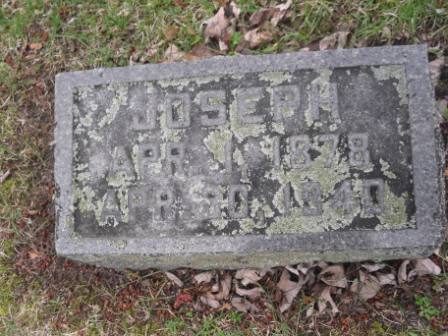 JOSEPH
APR. 1, 1878
APR. 30, 1940